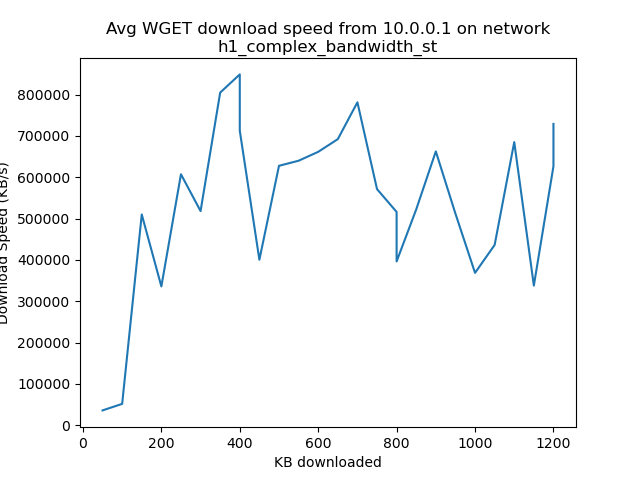 Avg WGET download speed from 10.0.0.1 on network
h1_complex_bandwidth_st
Download Speed (KB/s)
800000
700000
600000
500000
400000
300000
200000
100000
0
0 200 400 600 800 1000 1200
KB downloaded